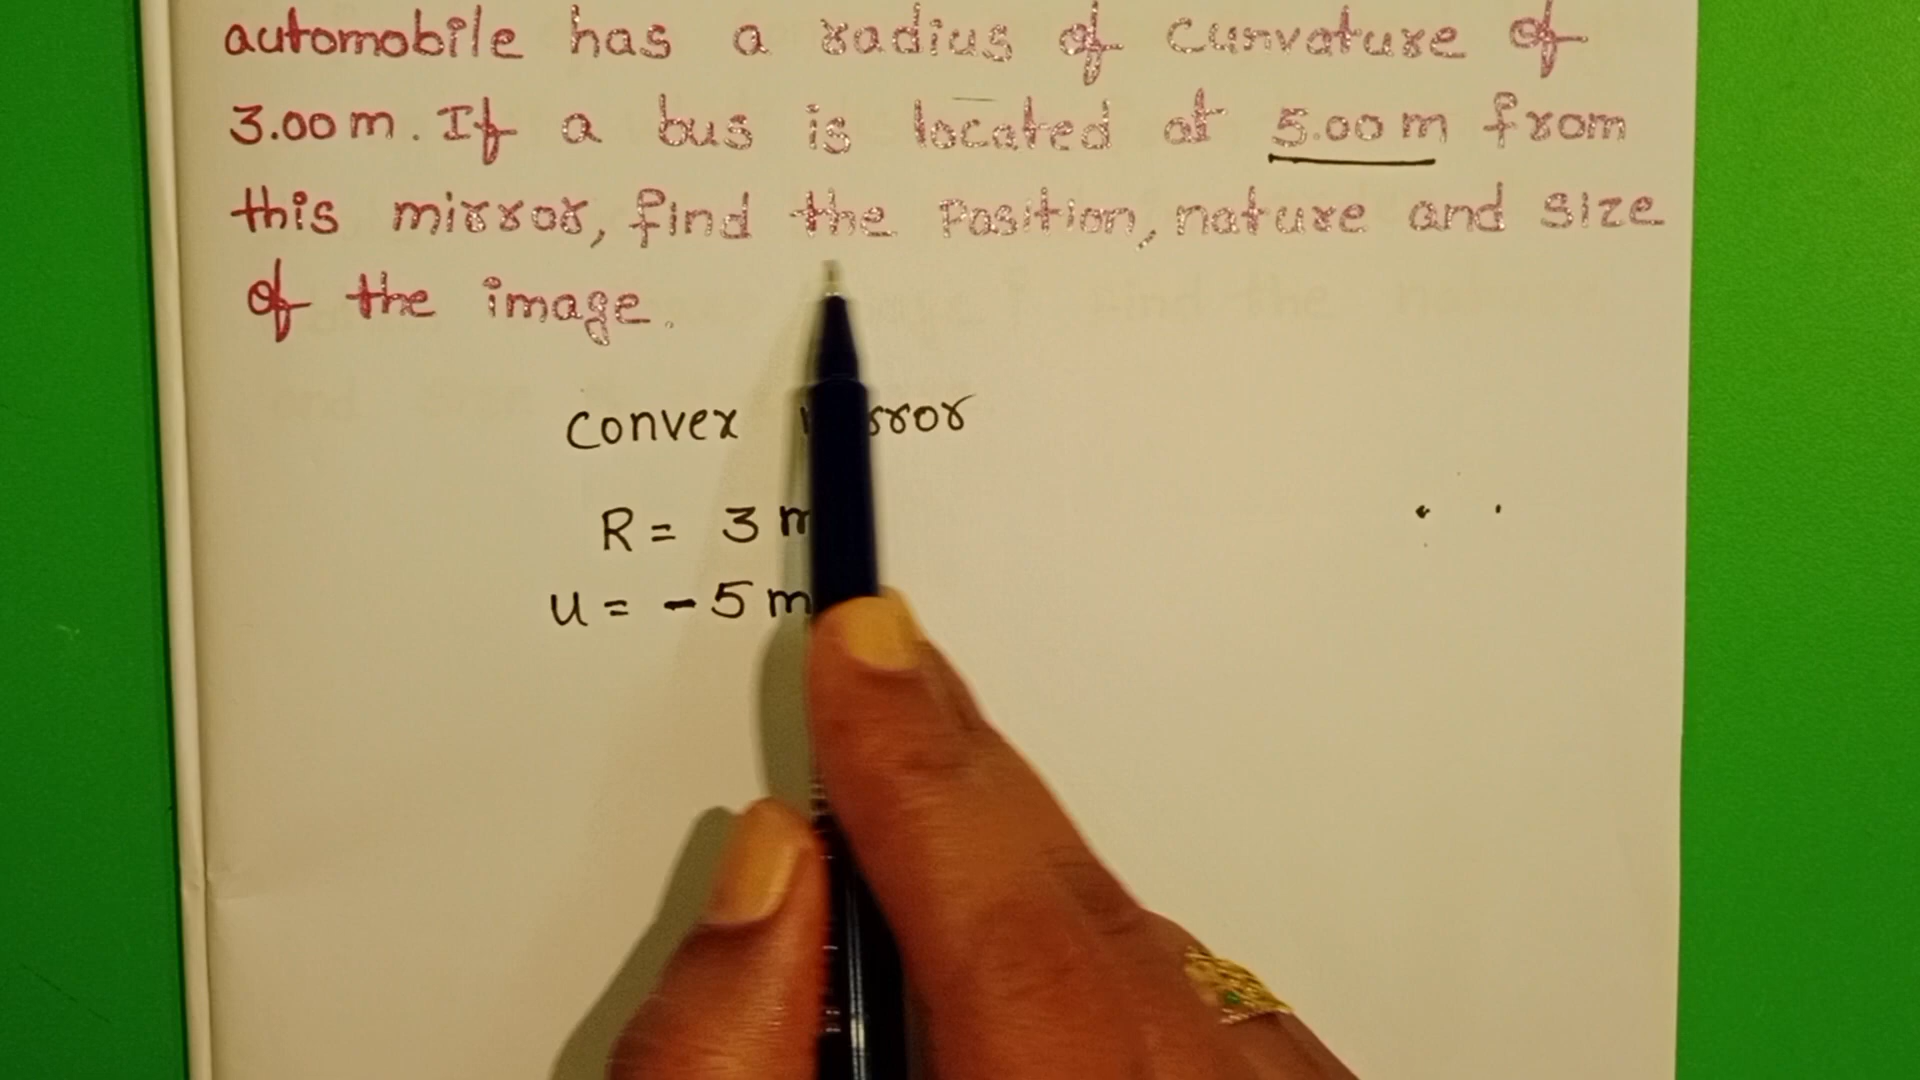 automobile has a radius of curvature of
3.00 m. If a bus is located at 5.00 m from
this mirror, find the Position, nature and size
of the image.
Convex
R = 3 m
u = - 5 m